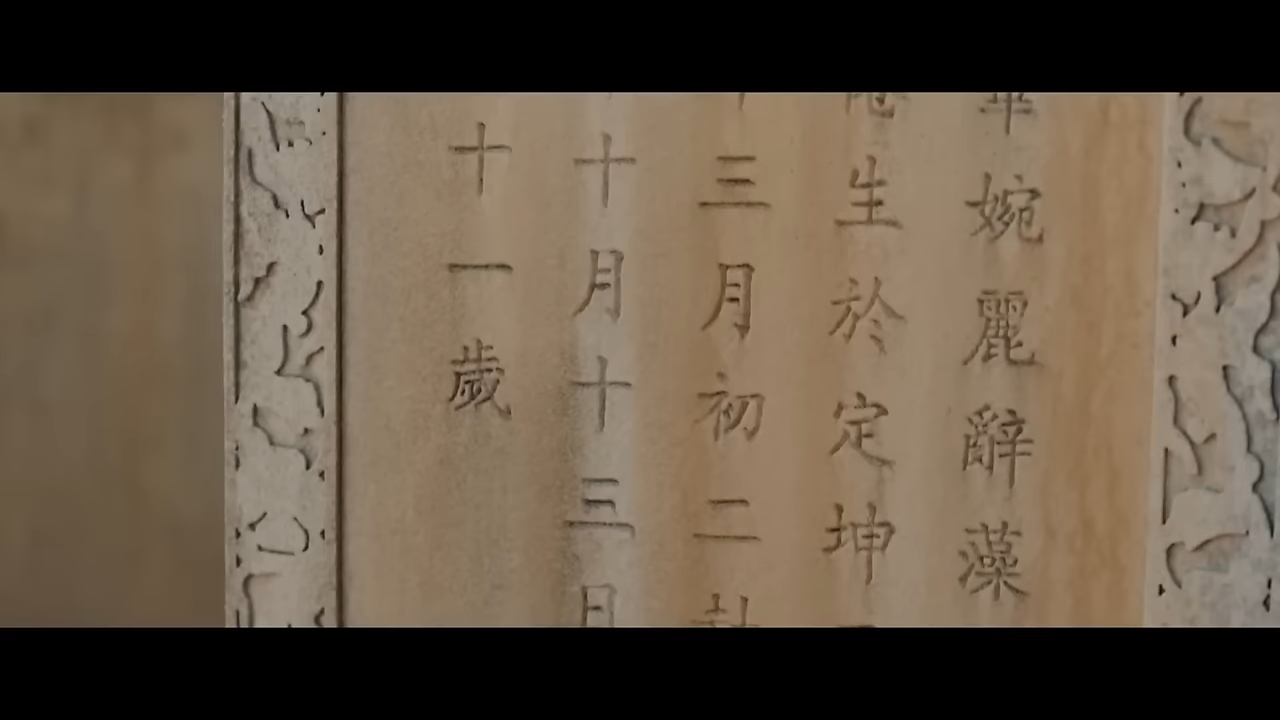 婉麗辭藻
生於定坤
三月初二
十月十三日
十一歲